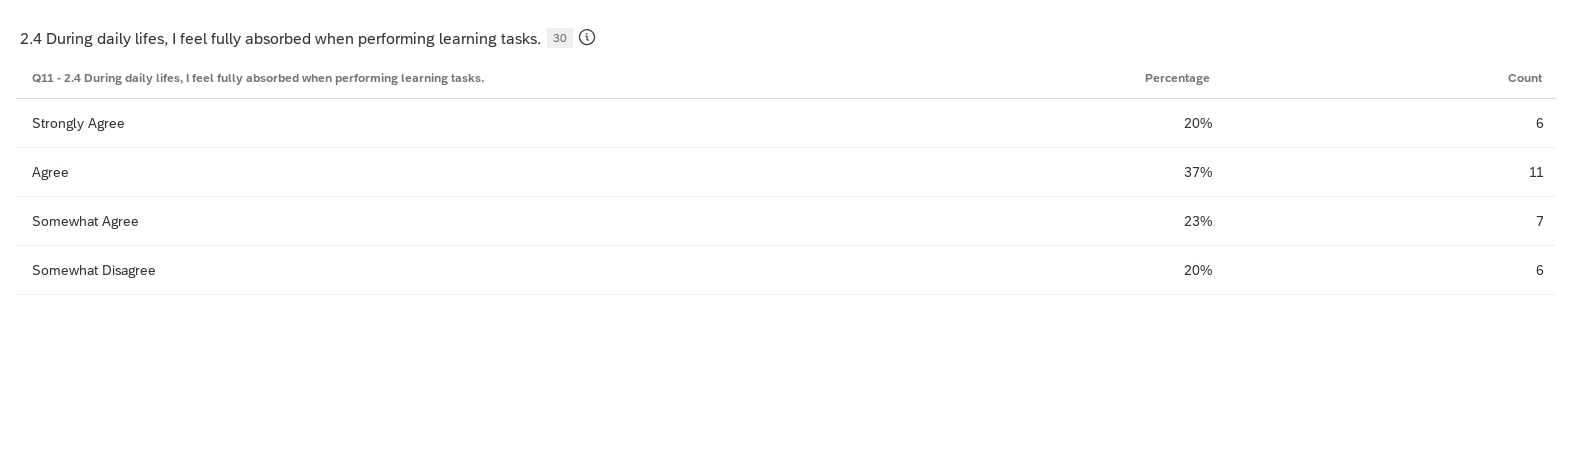 2.4 During daily lifes, I feel fully absorbed when performing learning tasks. 30
Q11 - 2.4 During daily lifes, I feel fully absorbed when performing learning tasks. Percentage Count
Strongly Agree 20% 6
Agree 37% 11
Somewhat Agree 23% 7
Somewhat Disagree 20% 6